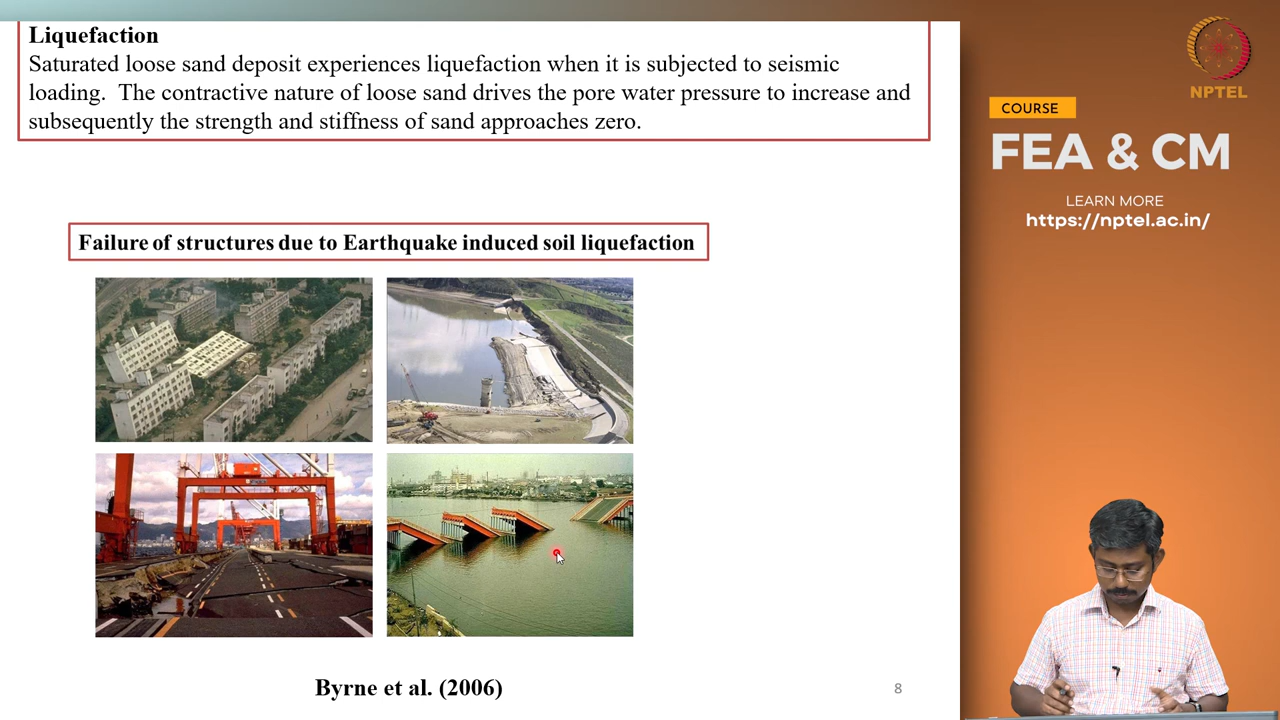 Liquefaction
Saturated loose sand deposit experiences liquefaction when it is subjected to seismic
loading.  The contractive nature of loose sand drives the pore water pressure to increase and
subsequently the strength and stiffness of sand approaches zero.
Failure of structures due to Earthquake induced soil liquefaction
Byrne et al. (2006)
8
NPTEL
COURSE
FEA & CM
LEARN MORE
https://nptel.ac.in/